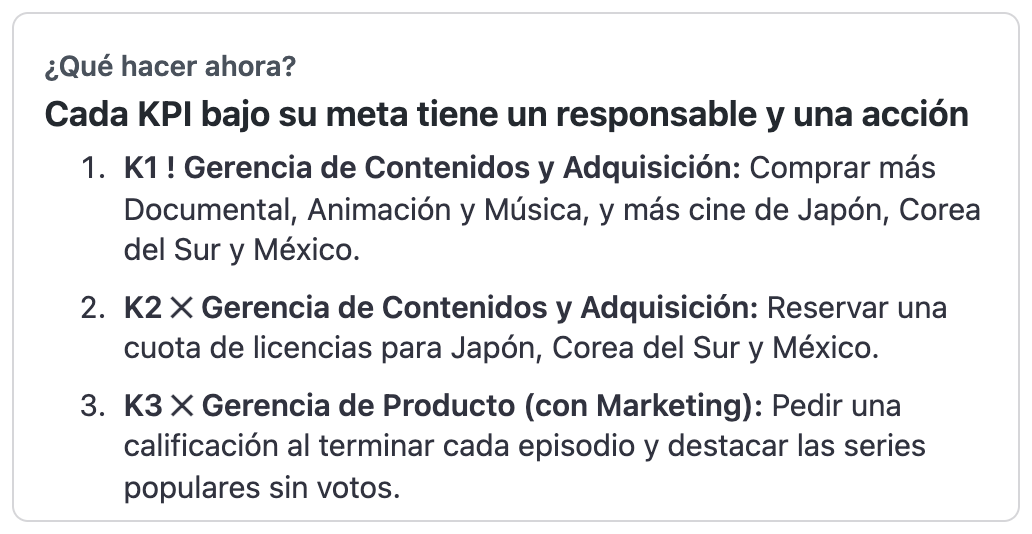 ¿Qué hacer ahora?
Cada KPI bajo su meta tiene un responsable y una acción
1. K1 ! Gerencia de Contenidos y Adquisición: Comprar más
Documental, Animación y Música, y más cine de Japón, Corea
del Sur y México.
2. K2 ✕ Gerencia de Contenidos y Adquisición: Reservar una
cuota de licencias para Japón, Corea del Sur y México.
3. K3 ✕ Gerencia de Producto (con Marketing): Pedir una
calificación al terminar cada episodio y destacar las series
populares sin votos.